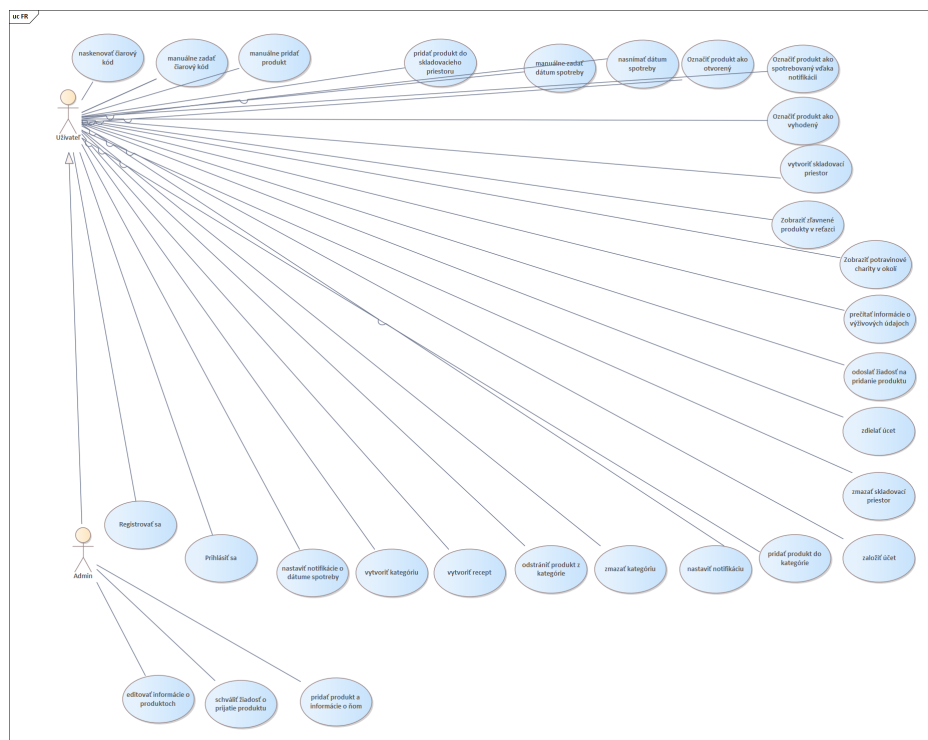 uc FR
naskenovať čiarový
kód
manuálne zadať
čiarový kód
manuálne pridať
produkt
pridať produkt do
skladovacieho
priestoru
manuálne zadať
dátum spotreby
nasnímať dátum
spotreby
Označiť produkt ako
otvorený
Označiť produkt ako
spotrebovaný vďaka
notifikácii
Užívateľ
Označiť produkt ako
vyhodený
vytvoriť skladovací
priestor
Zobraziť zľavnené
produkty v reťazci
Zobraziť potravinové
charity v okolí
prečítať informácie o
výživových údajoch
odoslať žiadosť na
pridanie produktu
zdielať úcet
zmazať skladovací
priestor
Registrovať sa
Prihlásiť sa
nastaviť notifikácie o
dátume spotreby
vytvoriť kategóriu
vytvoriť recept
odstrániť produkt z
kategórie
zmazať kategóriu
nastaviť notifikáciu
pridať produkt do
kategórie
založiť účet
Admin
editovať informácie o
produktoch
schváliť žiadosť o
prijatie produktu
pridať produkt a
informácie o ňom